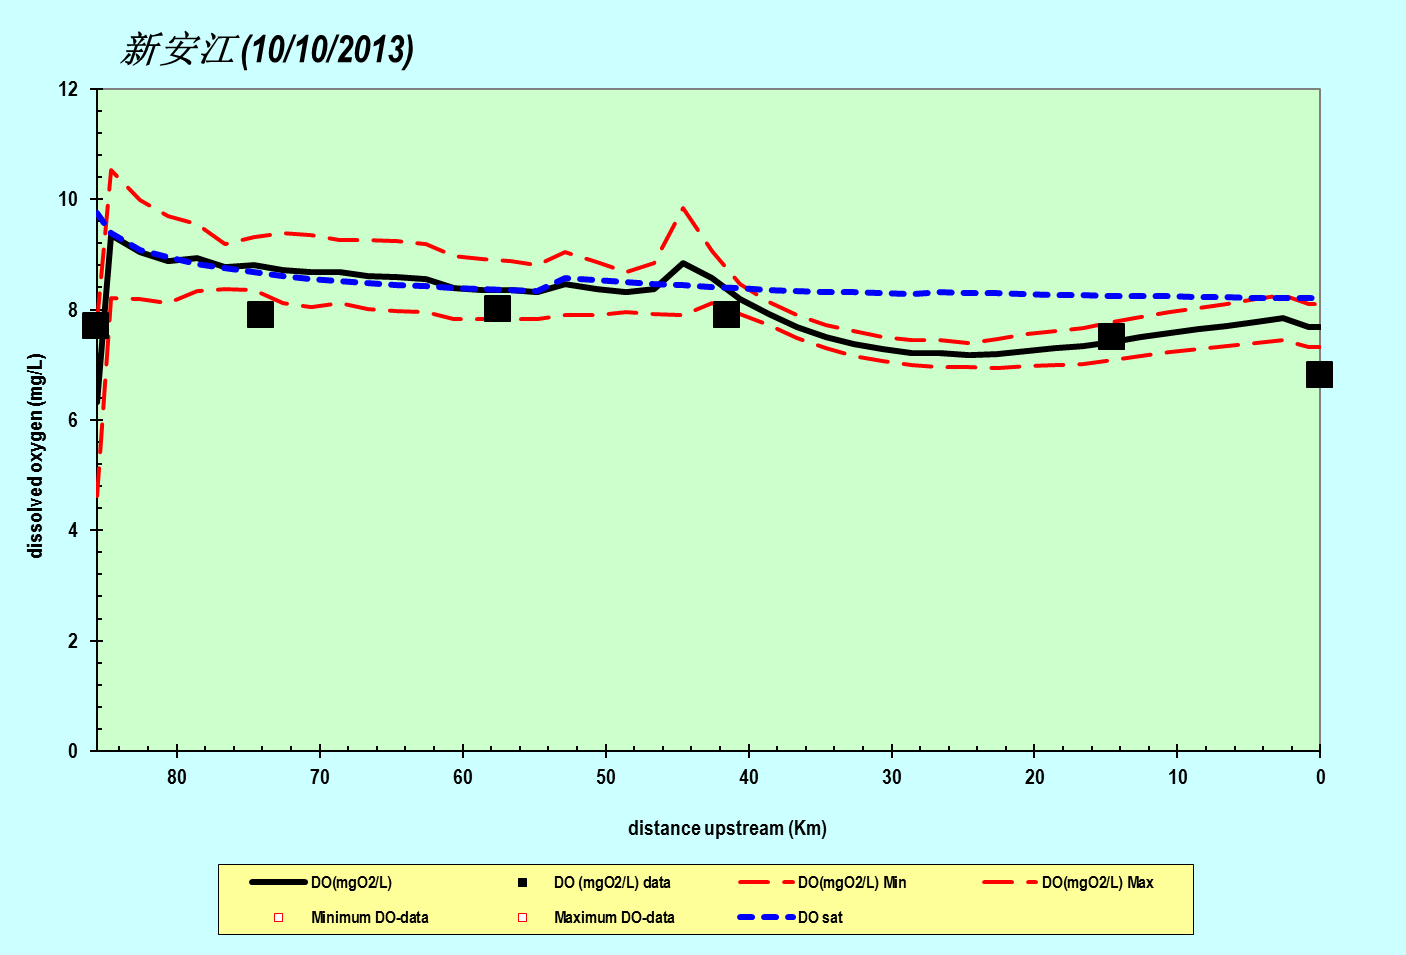 新安江(10/10/2013)
12
10
8
6
4
2
0
dissolved oxygen (mg/L)
80 70 60 50 40 30 20 10 0
distance upstream (Km)
DO(mgO2/L) DO (mgO2/L) data DO(mgO2/L) Min DO(mgO2/L) Max
Minimum DO-data Maximum DO-data DO sat